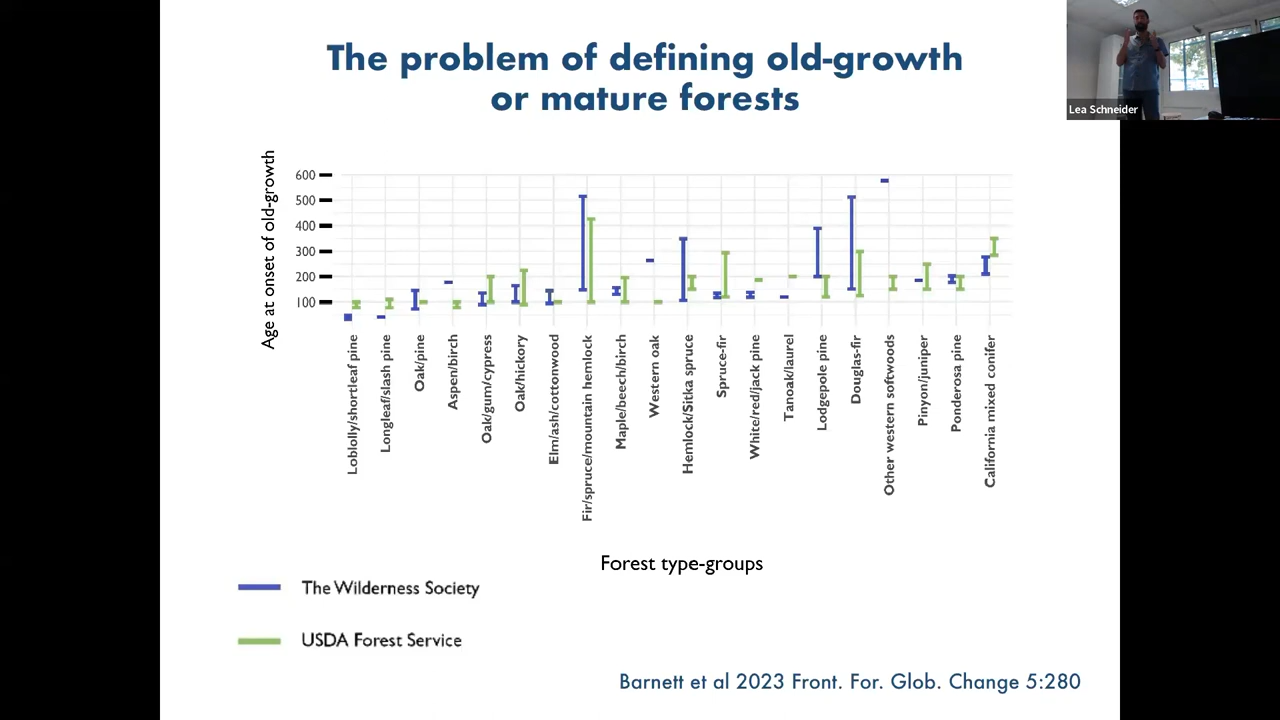 The problem of defining old-growth
or mature forests
Lea Schneider
Age at onset of old-growth
600
500
400
300
200
100
Loblolly/shortleaf pine
Longleaf/slash pine
Oak/pine
Aspen/birch
Oak/gum/cypress
Oak/hickory
Elm/ash/cottonwood
Fir/spruce/mountain hemlock
Maple/beech/birch
Western oak
Hemlock/Sitka spruce
Spruce-fir
White/red/jack pine
Tanoak/laurel
Lodgepole pine
Douglas-fir
Other western softwoods
Pinyon/juniper
Ponderosa pine
California mixed conifer
Forest type-groups
The Wilderness Society
USDA Forest Service
Barnett et al 2023 Front. For. Glob. Change 5:280